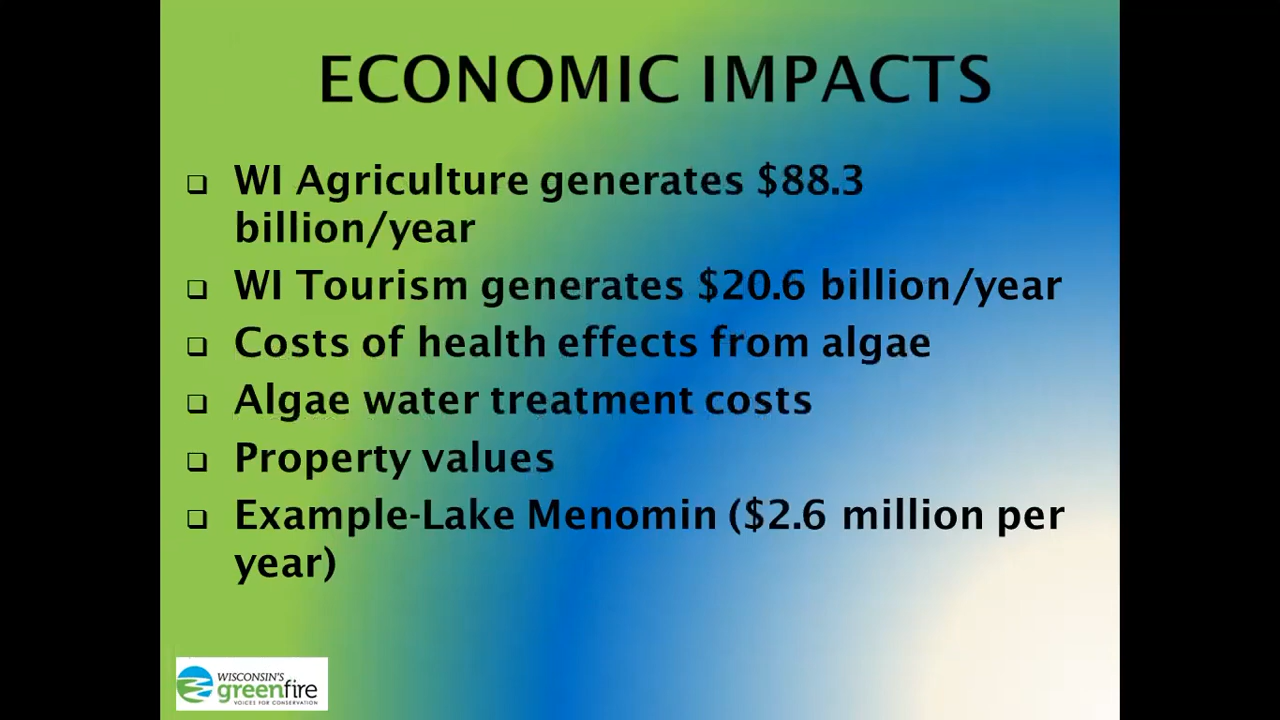 ECONOMIC IMPACTS
❑ WI Agriculture generates $88.3
billion/year
❑ WI Tourism generates $20.6 billion/year
❑ Costs of health effects from algae
❑ Algae water treatment costs
❑ Property values
❑ Example-Lake Menomin ($2.6 million per
year)
WISCONSIN'S
greenfire
VOICES FOR CONSERVATION